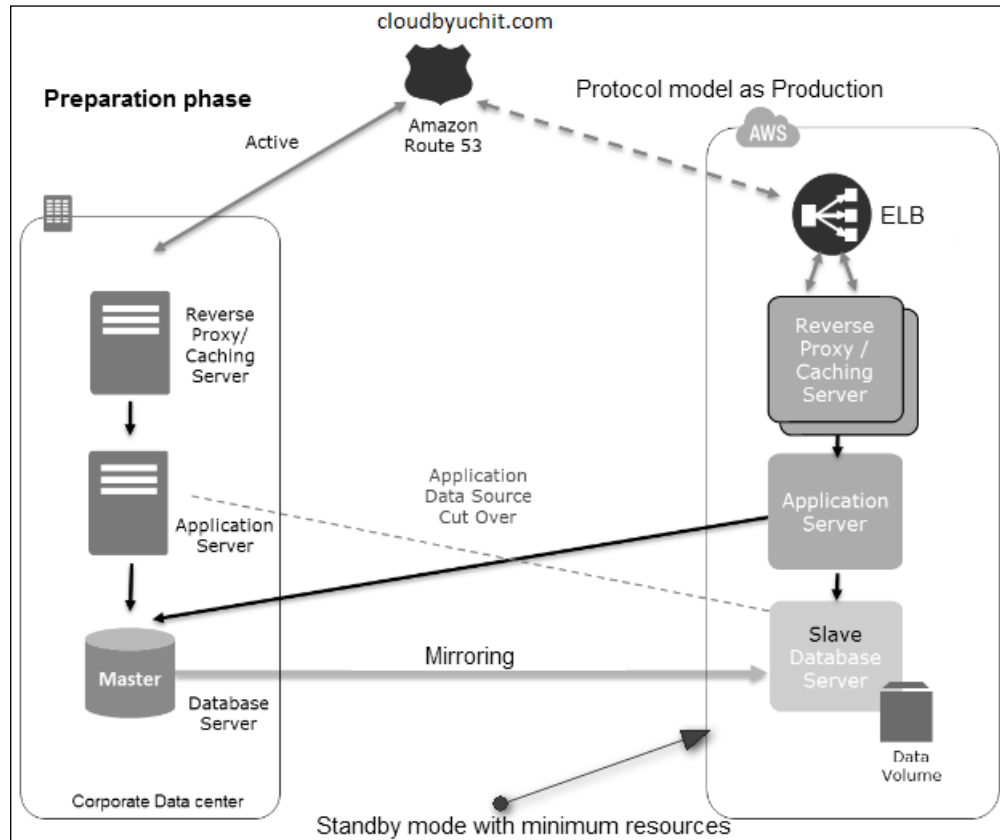 cloudbyuchit.com
Preparation phase
Protocol model as Production
Amazon
Route 53
Active
AWS
ELB
Reverse
Proxy/
Caching
Server
Reverse
Proxy /
Caching
Server
Application
Data Source
Cut Over
Application
Server
Application
Server
Slave
Database
Server
Mirroring
Master
Database
Server
Data
Volume
Corporate Data center
Standby mode with minimum resources